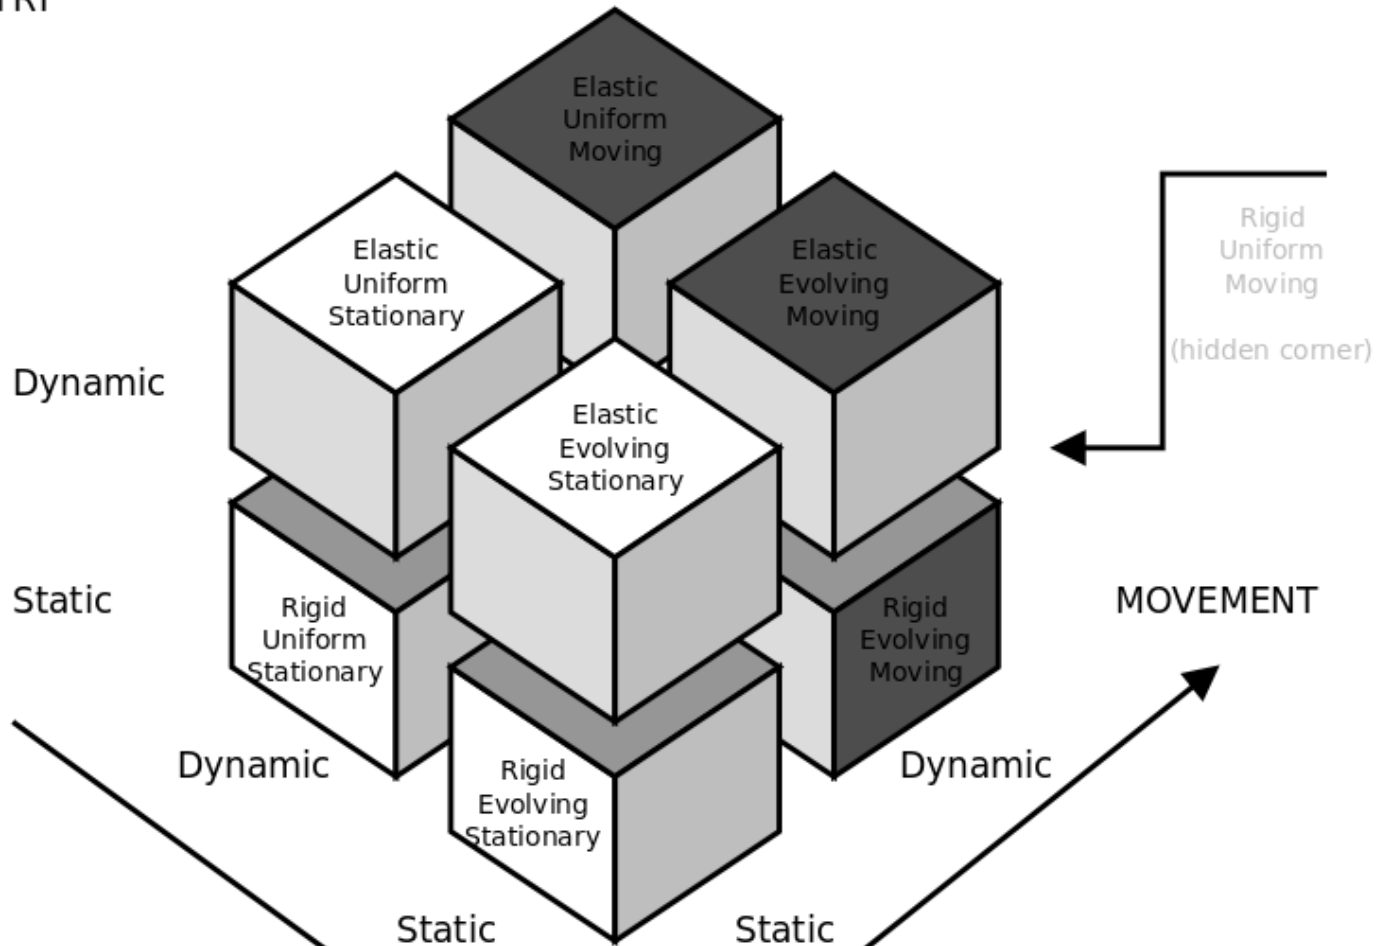 Elastic
Uniform
Moving
Elastic
Uniform
Stationary
Elastic
Evolving
Moving
Rigid
Uniform
Moving
(hidden corner)
Dynamic
Elastic
Evolving
Stationary
Static
Rigid
Uniform
Stationary
Rigid
Evolving
Moving
MOVEMENT
Dynamic
Rigid
Evolving
Stationary
Dynamic
Static
Static